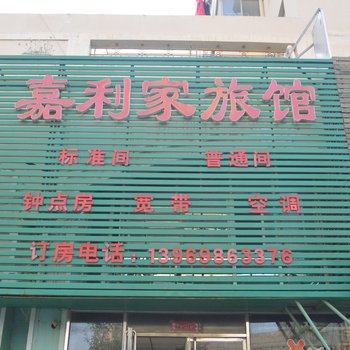 嘉利家旅馆
标准间 普通间
钟点房 宽带 空调
订房电话：13969863376